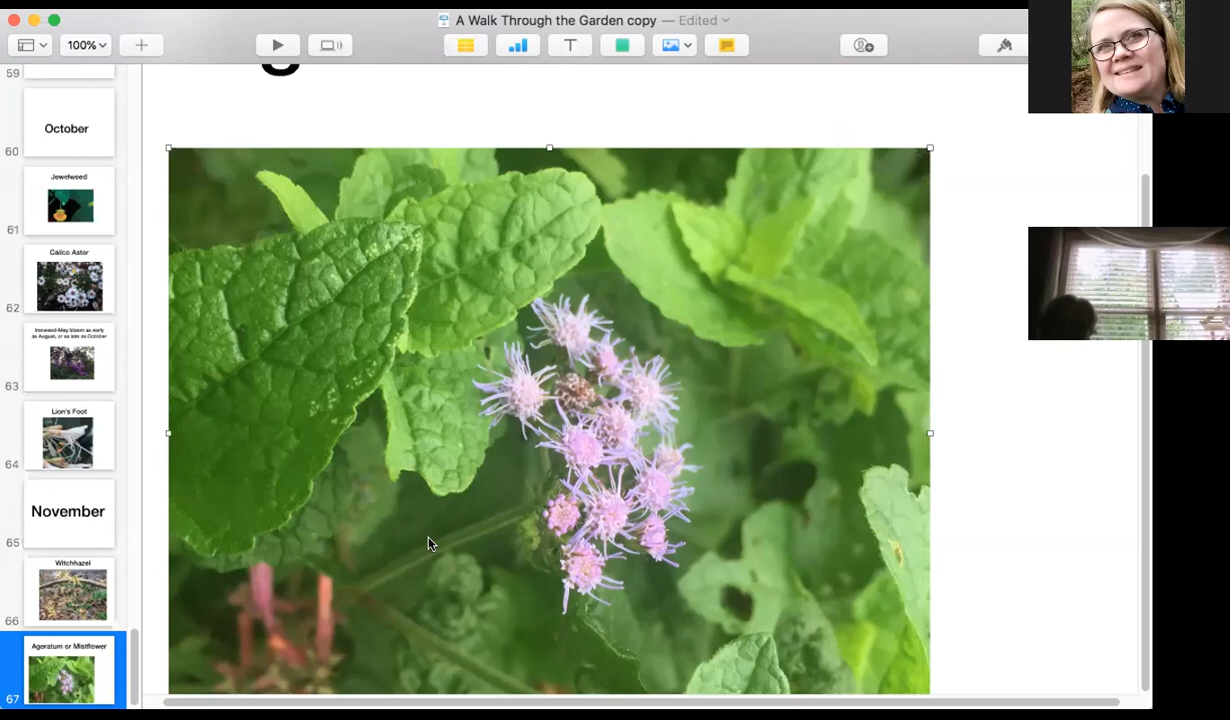 A Walk Through the Garden copy — Edited
100%
59
October
60
Jewelweed
61
Calico Aster
62
Ironweed-May bloom as early
as August, or as late as October
63
Lion's Foot
64
November
65
Witchhazel
66
Ageratum or Mistflower
67